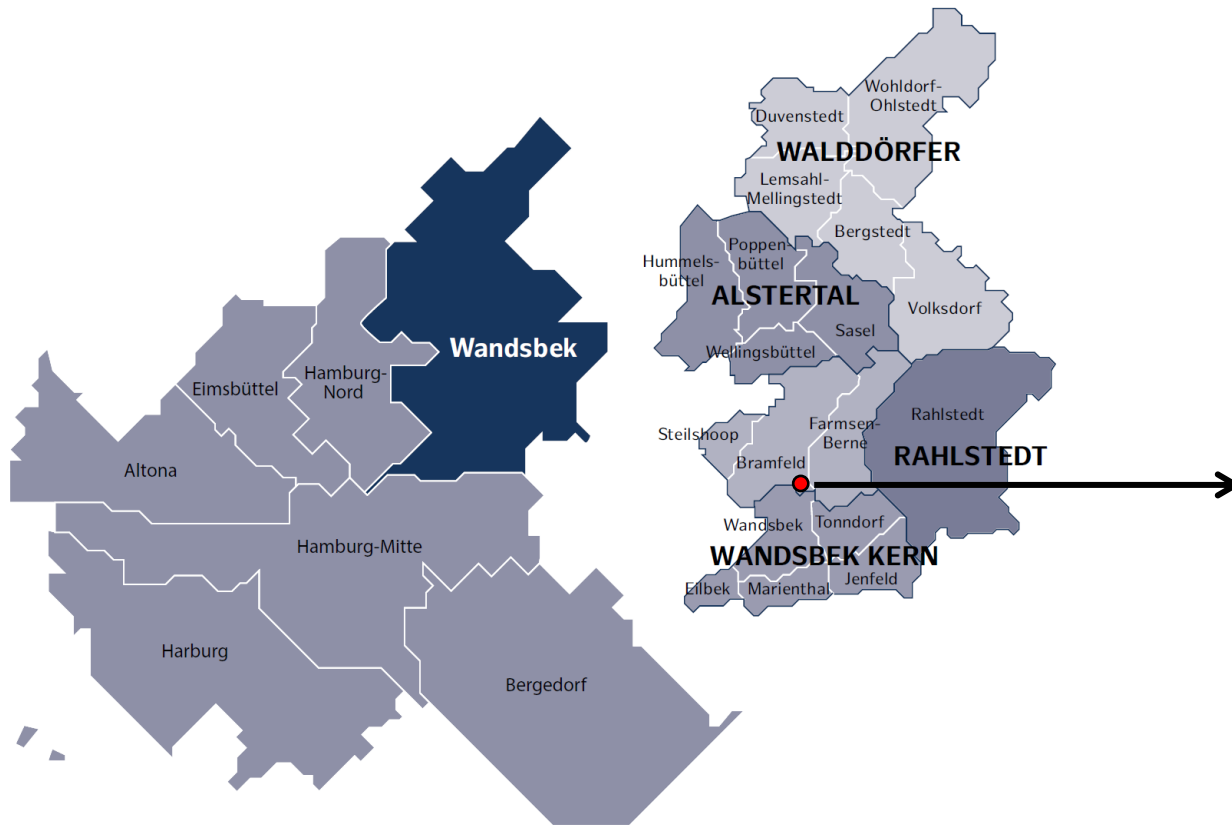 Wandsbek
Eimsbüttel
Hamburg-
Nord
Altona
Hamburg-Mitte
Harburg
Bergedorf
Wohldorf-
Ohlstedt
Duvenstedt
WALDDÖRFER
Lemsahl-
Mellingstedt
Bergstedt
Poppen-
büttel
Hummels-
büttel
ALSTERTAL
Volksdorf
Sasel
Wellingsbüttel
Rahlstedt
Farmsen-
Berne
Steilshoop
RAHLSTEDT
Bramfeld
Wandsbek
Tonndorf
WANDSBEK KERN
Jenfeld
Eilbek
Marienthal